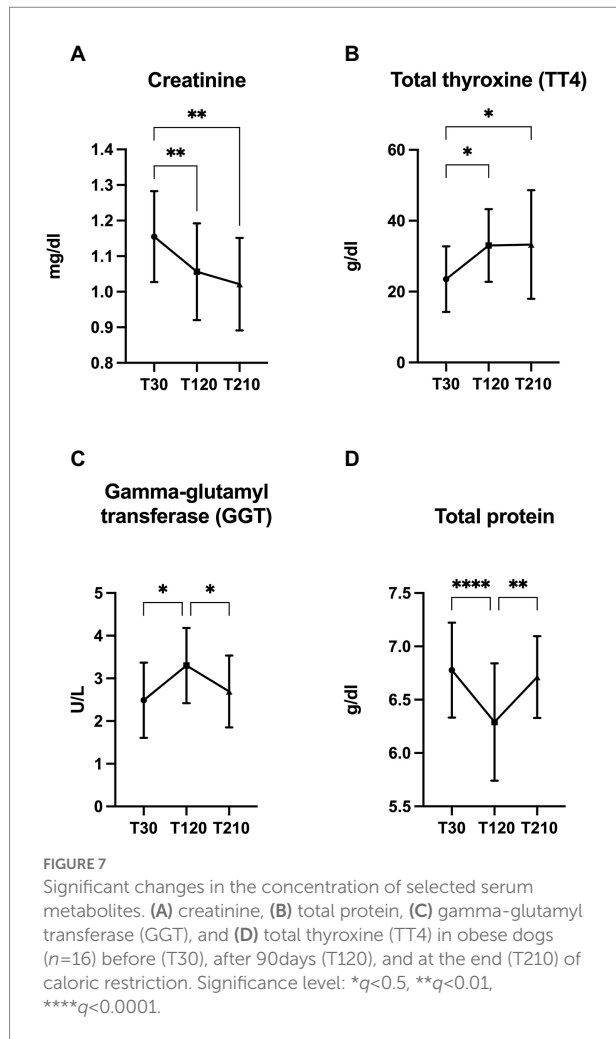 A
Creatinine
**
**
mg/dl
1.4
1.3
1.2
1.1
1.0
0.9
0.8
T30 T120 T210
B
Total thyroxine (TT4)
*
*
g/dl
60
40
20
0
T30 T120 T210
C
Gamma-glutamyl
transferase (GGT)
* *
U/L
5
4
3
2
1
0
T30 T120 T210
D
Total protein
**** **
g/dl
7.5
7.0
6.5
6.0
5.5
T30 T120 T210
FIGURE 7
Significant changes in the concentration of selected serum
metabolites. (A) creatinine, (B) total protein, (C) gamma-glutamyl
transferase (GGT), and (D) total thyroxine (TT4) in obese dogs
(n=16) before (T30), after 90days (T120), and at the end (T210) of
caloric restriction. Significance level: *q<0.5, **q<0.01,
****q<0.0001.